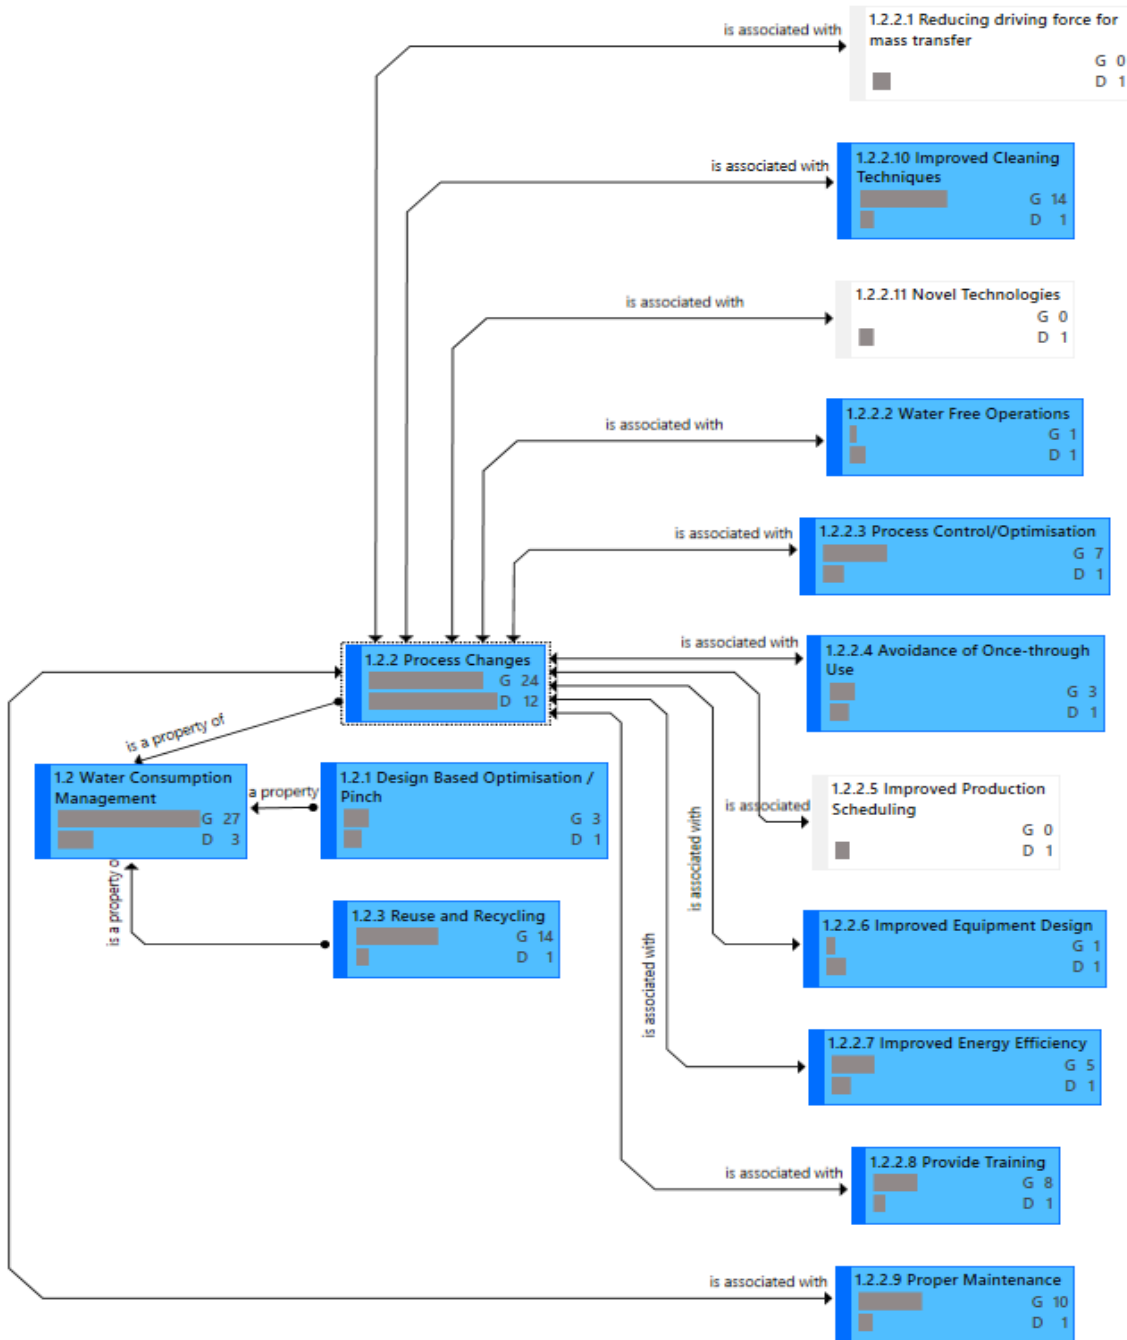 is associated with
1.2.2.1 Reducing driving force for
mass transfer
G 0
D 1
is associated with
1.2.2.10 Improved Cleaning
Techniques
G 14
D 1
is associated with
1.2.2.11 Novel Technologies
G 0
D 1
is associated with
1.2.2.2 Water Free Operations
G 1
D 1
is associated with
1.2.2.3 Process Control/Optimisation
G 7
D 1
1.2.2 Process Changes
G 24
D 12
is associated with
1.2.2.4 Avoidance of Once-through
Use
G 3
D 1
is a property of
1.2 Water Consumption
Management
G 27
D 3
a property
1.2.1 Design Based Optimisation /
Pinch
G 3
D 1
is associated
1.2.2.5 Improved Production
Scheduling
G 0
D 1
is a property o
1.2.3 Reuse and Recycling
G 14
D 1
is associated with
1.2.2.6 Improved Equipment Design
G 1
D 1
is associated with
1.2.2.7 Improved Energy Efficiency
G 5
D 1
is associated with
1.2.2.8 Provide Training
G 8
D 1
is associated with
1.2.2.9 Proper Maintenance
G 10
D 1